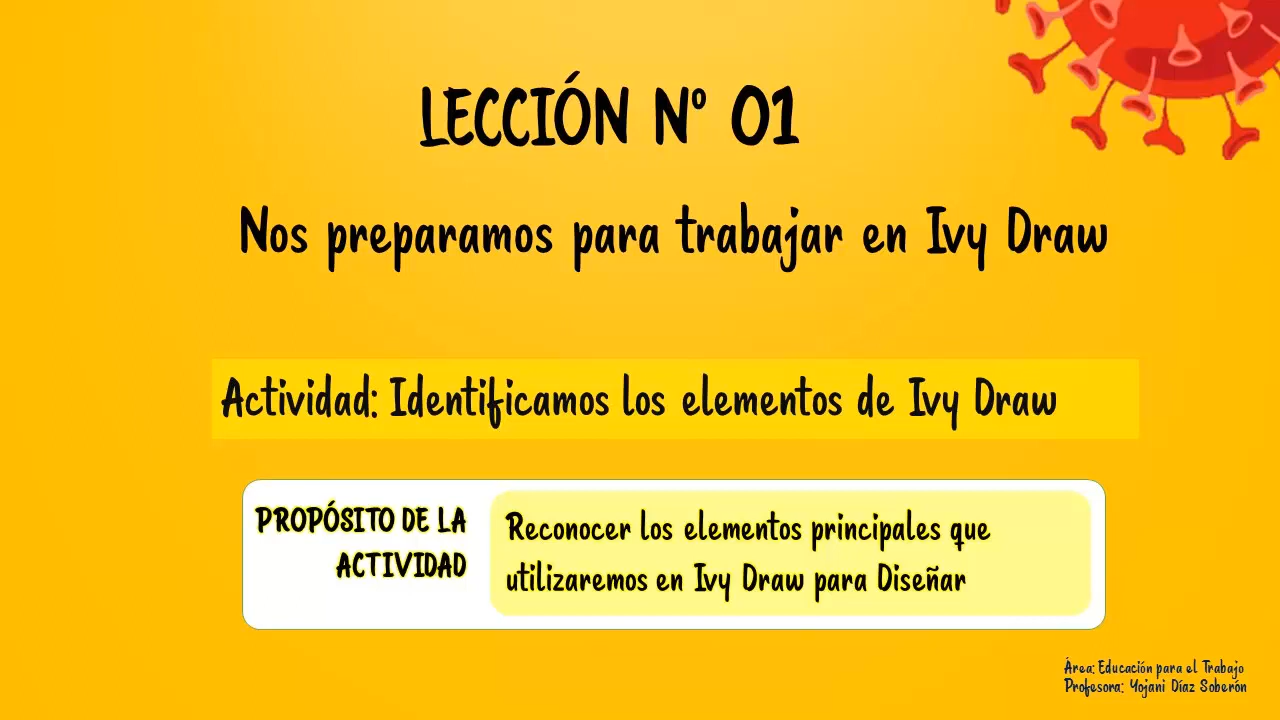 LECCIÓN N° 01
Nos preparamos para trabajar en Ivy Draw
Actividad: Identificamos los elementos de Ivy Draw
PROPÓSITO DE LA
ACTIVIDAD
Reconocer los elementos principales que
utilizaremos en Ivy Draw para Diseñar
Área: Educación para el Trabajo
Profesora: Yojani Díaz Soberón